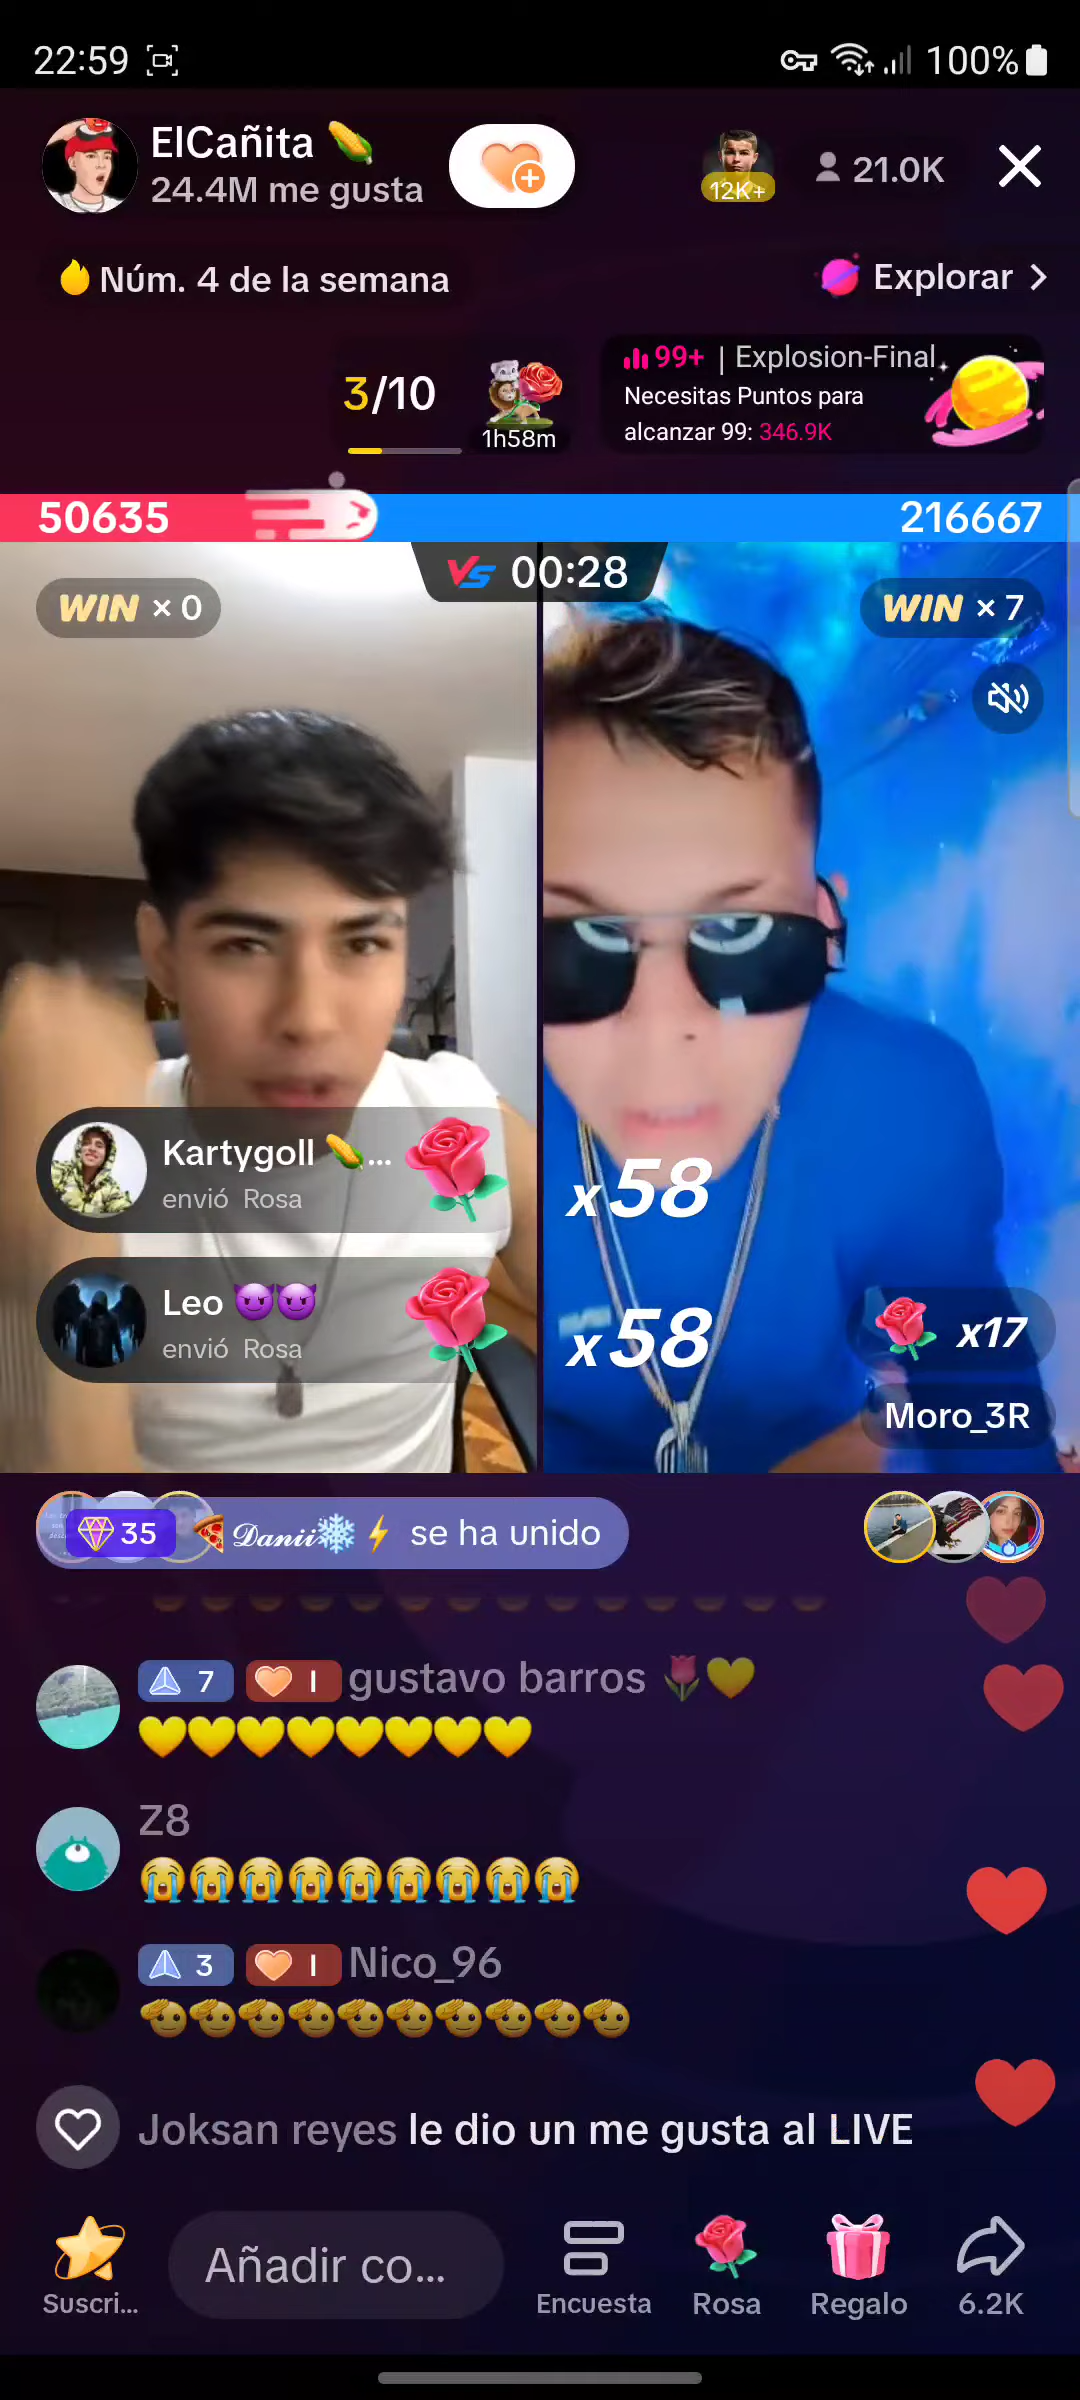 22:59
100%
ElCañita 🌽
24.4M me gusta
12K+
21.0K
Núm. 4 de la semana
Explorar >
3/10
1h58m
99+ | Explosion-Final
Necesitas Puntos para
alcanzar 99: 346.9K
50635
216667
VS 00:28
WIN × 0
WIN × 7
Kartygoll 🌽...
envió Rosa
x58
Leo 😈😈
envió Rosa
x58
x17
Moro_3R
35 🍕 𝒟𝒶𝓃𝒾𝒾❄️⚡ se ha unido
7 I gustavo barros 🌷💛
💛💛💛💛💛💛💛💛
Z8
😭😭😭😭😭😭😭😭😭
3 I Nico_96
🫡🫡🫡🫡🫡🫡🫡🫡🫡🫡
Joksan reyes le dio un me gusta al LIVE
Suscri...
Añadir co...
Encuesta
Rosa
Regalo
6.2K